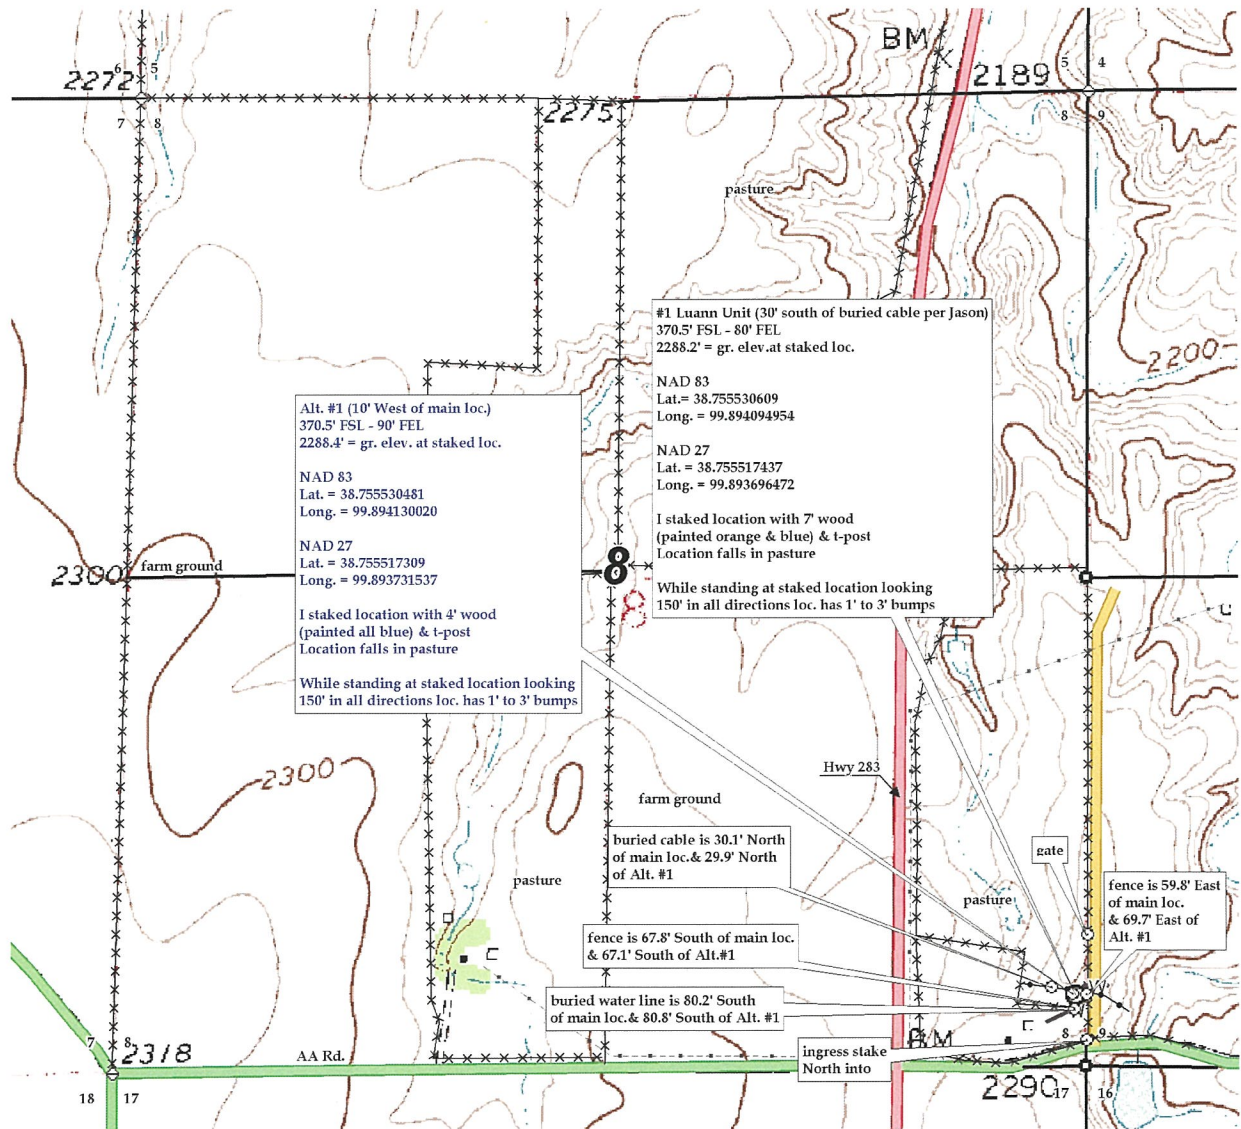 BM
2272
6 5
7 8
2275
2189
5 4
8 9
pasture
#1 Luann Unit (30' south of buried cable per Jason)
370.5' FSL - 80' FEL
2288.2' = gr. elev.at staked loc.
NAD 83
Lat.= 38.755530609
Long. = 99.894094954
NAD 27
Lat. = 38.755517437
Long. = 99.893696472
I staked location with 7' wood
(painted orange & blue) & t-post
Location falls in pasture
While standing at staked location looking
150' in all directions loc. has 1' to 3' bumps
2200
Alt. #1 (10' West of main loc.)
370.5' FSL - 90' FEL
2288.4' = gr. elev. at staked loc.
NAD 83
Lat. = 38.755530481
Long. = 99.894130020
NAD 27
Lat. = 38.755517309
Long. = 99.893731537
I staked location with 4' wood
(painted all blue) & t-post
Location falls in pasture
While standing at staked location looking
150' in all directions loc. has 1' to 3' bumps
2300
farm ground
8
8
2300
Hwy 283
farm ground
buried cable is 30.1' North
of main loc.& 29.9' North
of Alt. #1
gate
pasture
pasture
fence is 59.8' East
of main loc.
& 69.7' East of
Alt. #1
fence is 67.8' South of main loc.
& 67.1' South of Alt.#1
buried water line is 80.2' South
of main loc.& 80.8' South of Alt. #1
W
W
7 8
2318
AA Rd.
BM
8 9
ingress stake
North into
2290
18 17
17 16